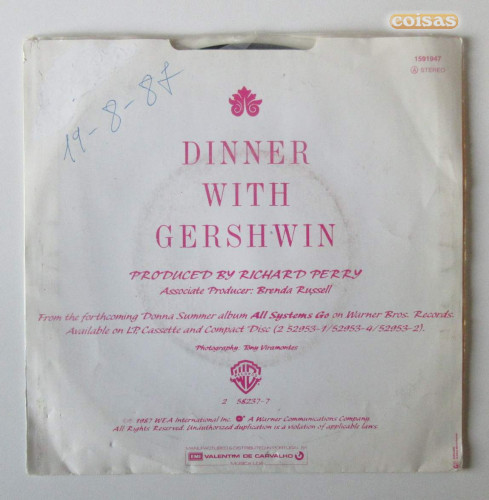 coisas
1591947
STEREO
19-8-87
DINNER
WITH
GERSHWIN
PRODUCED BY RICHARD PERRY
Associate Producer: Brenda Russell
From the forthcoming Donna Summer album All Systems Go on Warner Bros. Records.
Available on LP, Cassette and Compact Disc (2 52953-1/52953-4/52953-2).
Photography: Tony Viramontes
2 58237-7
1987 WEA International Inc. A Warner Communications Company
All Rights Reserved. Unauthorized duplication is a violation of applicable laws.
EMI VALENTIM DE CARVALHO